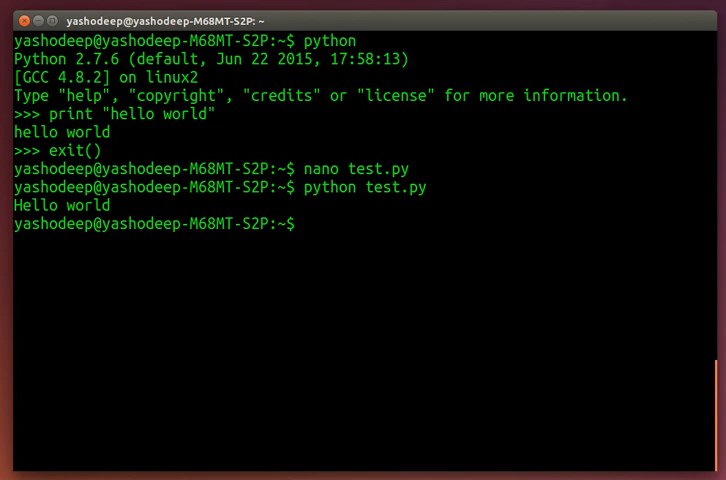 yashodeep@yashodeep-M68MT-S2P: ~
yashodeep@yashodeep-M68MT-S2P:~$ python
Python 2.7.6 (default, Jun 22 2015, 17:58:13)
[GCC 4.8.2] on linux2
Type "help", "copyright", "credits" or "license" for more information.
>>> print "hello world"
hello world
>>> exit()
yashodeep@yashodeep-M68MT-S2P:~$ nano test.py
yashodeep@yashodeep-M68MT-S2P:~$ python test.py
Hello world
yashodeep@yashodeep-M68MT-S2P:~$